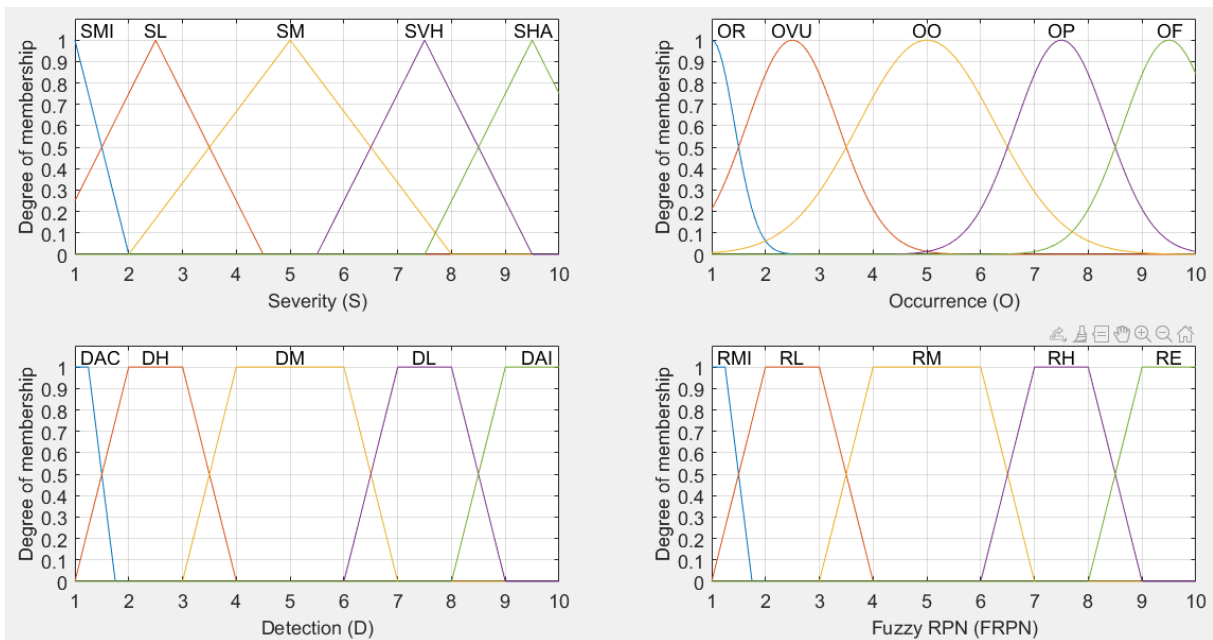 SMI SL SM SVH SHA
1
0.9
0.8
0.7
0.6
0.5
0.4
0.3
0.2
0.1
0
Degree of membership
1 2 3 4 5 6 7 8 9 10
Severity (S)
OR OVU OO OP OF
1
0.9
0.8
0.7
0.6
0.5
0.4
0.3
0.2
0.1
0
Degree of membership
1 2 3 4 5 6 7 8 9 10
Occurrence (O)
DAC DH DM DL DAI
1
0.9
0.8
0.7
0.6
0.5
0.4
0.3
0.2
0.1
0
Degree of membership
1 2 3 4 5 6 7 8 9 10
Detection (D)
RMI RL RM RH RE
1
0.9
0.8
0.7
0.6
0.5
0.4
0.3
0.2
0.1
0
Degree of membership
1 2 3 4 5 6 7 8 9 10
Fuzzy RPN (FRPN)